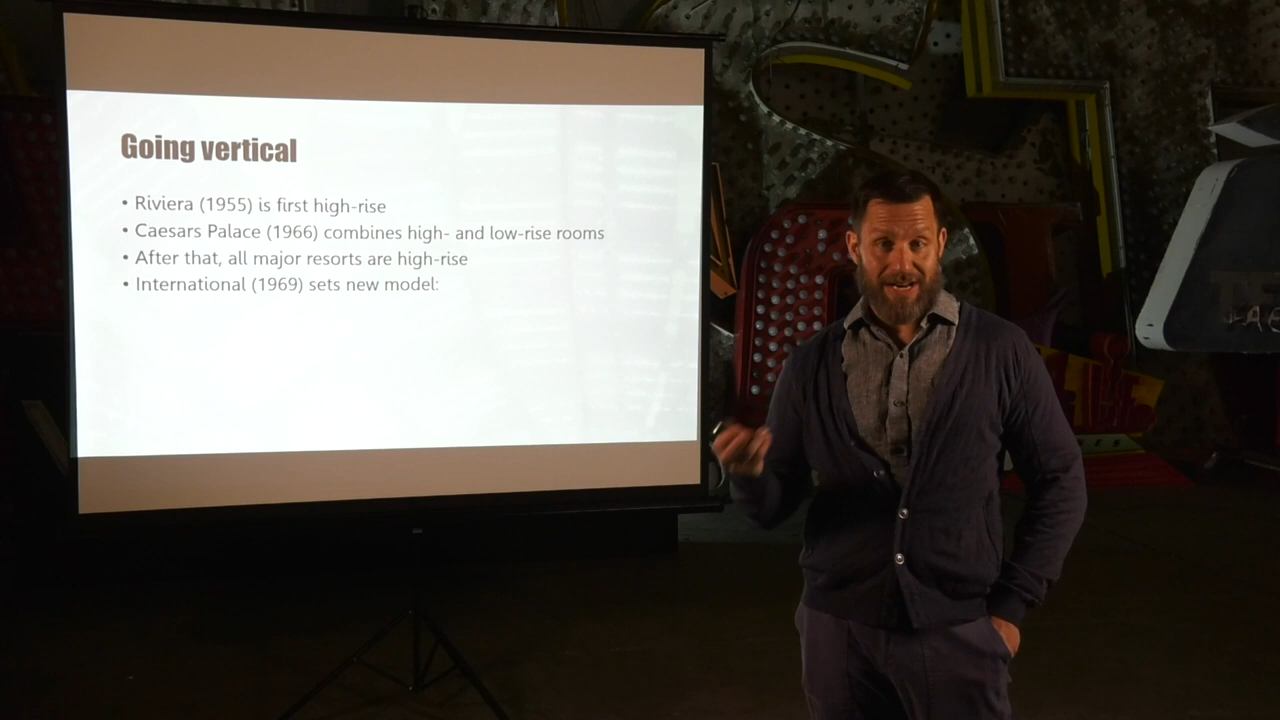 Going vertical
• Riviera (1955) is first high-rise
• Caesars Palace (1966) combines high- and low-rise rooms
• After that, all major resorts are high-rise
• International (1969) sets new model: